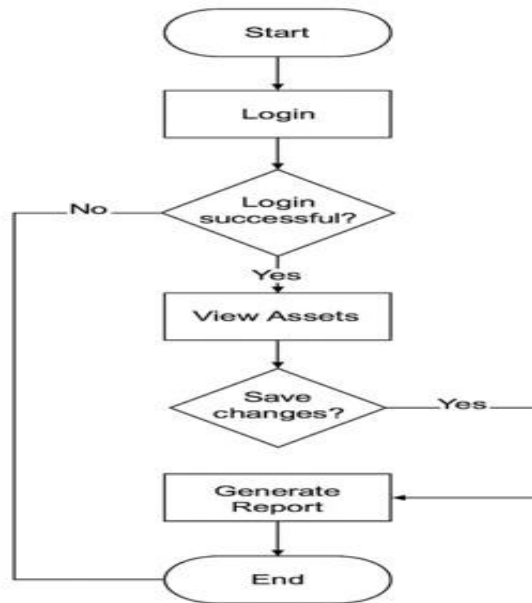 Start
Login
Login
successful?
No
Yes
View Assets
Save
changes?
Yes
Generate
Report
End